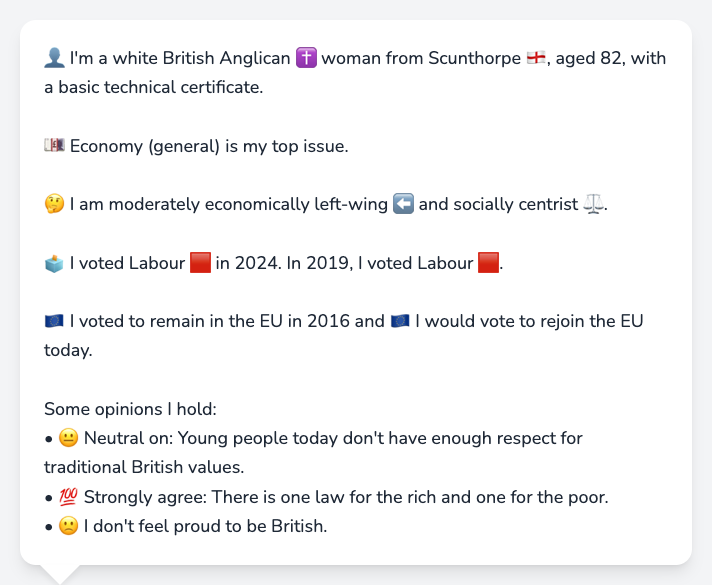 👤 I'm a white British Anglican ✝️ woman from Scunthorpe 🏴󠁧󠁢󠁥󠁮󠁧󠁿, aged 82, with
a basic technical certificate.
💷 Economy (general) is my top issue.
🤔 I am moderately economically left-wing ⬅️ and socially centrist ⚖️.
🗳️ I voted Labour 🟥 in 2024. In 2019, I voted Labour 🟥.
🇪🇺 I voted to remain in the EU in 2016 and 🇪🇺 I would vote to rejoin the EU
today.
Some opinions I hold:
• 😐 Neutral on: Young people today don't have enough respect for
traditional British values.
• 💯 Strongly agree: There is one law for the rich and one for the poor.
• 🙁 I don't feel proud to be British.